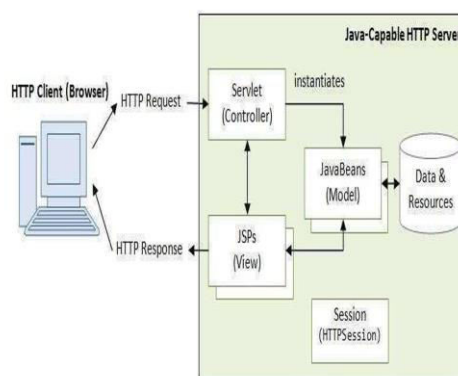 Java-Capable HTTP Server
HTTP Client (Browser)
HTTP Request
Servlet
(Controller)
instantiates
JavaBeans
(Model)
Data &
Resources
HTTP Response
JSPs
(View)
Session
(HTTPSession)